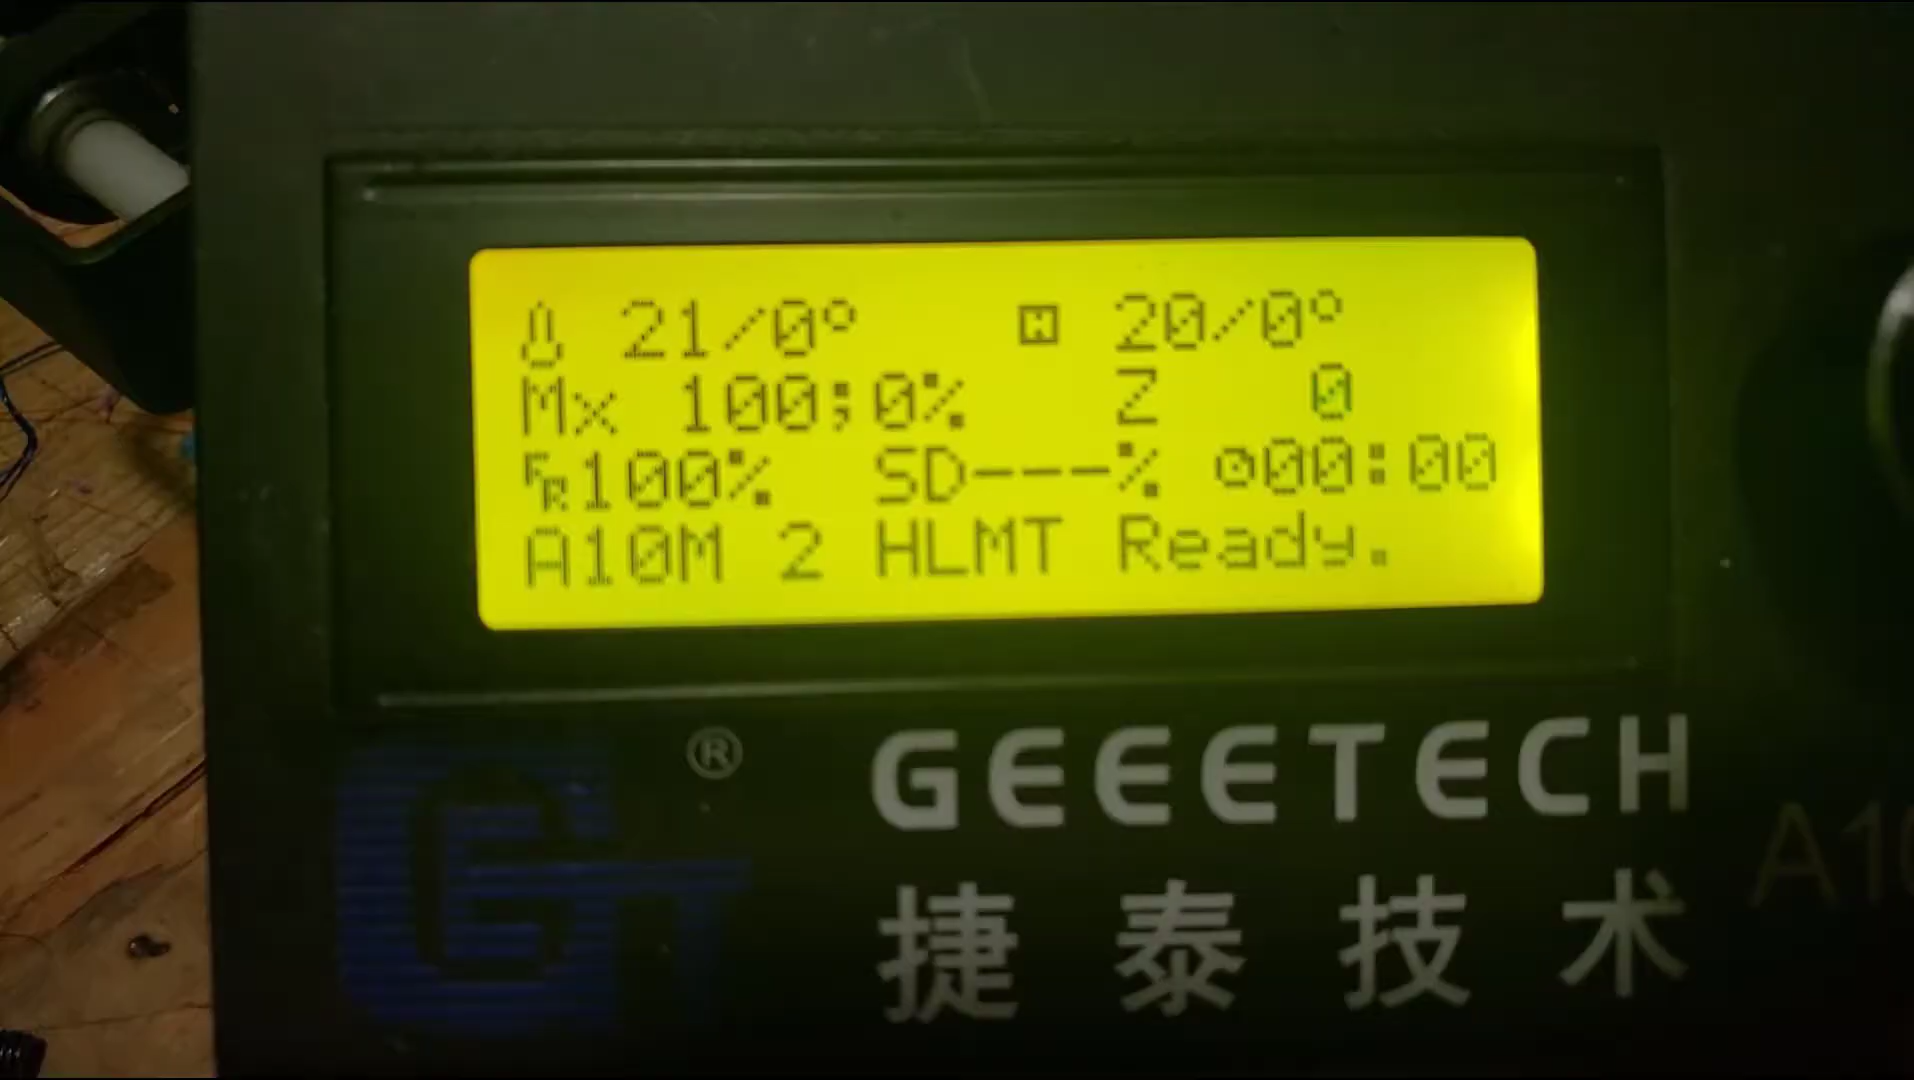 21/0° 20/0°
Mx 100;0% Z 0
FR100% SD---% 00:00
A10M 2 HLMT Ready.
®
GEEETECH
捷泰技术